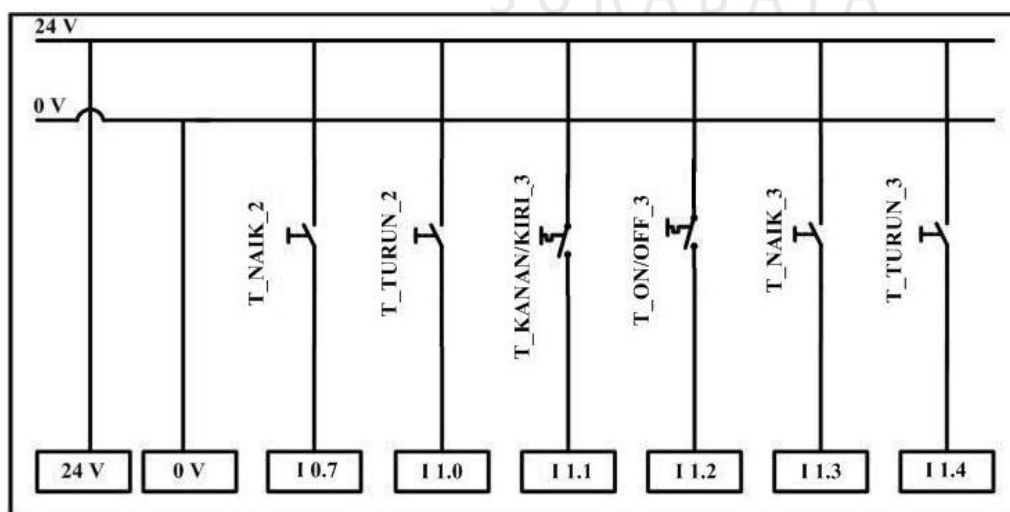 SURABAYA
24 V
0 V
T_NAIK_2
T_TURUN_2
T_KANAN/KIRI_3
T_ON/OFF_3
T_NAIK_3
T_TURUN_3
24 V
0 V
I 0.7
I 1.0
I 1.1
I 1.2
I 1.3
I 1.4